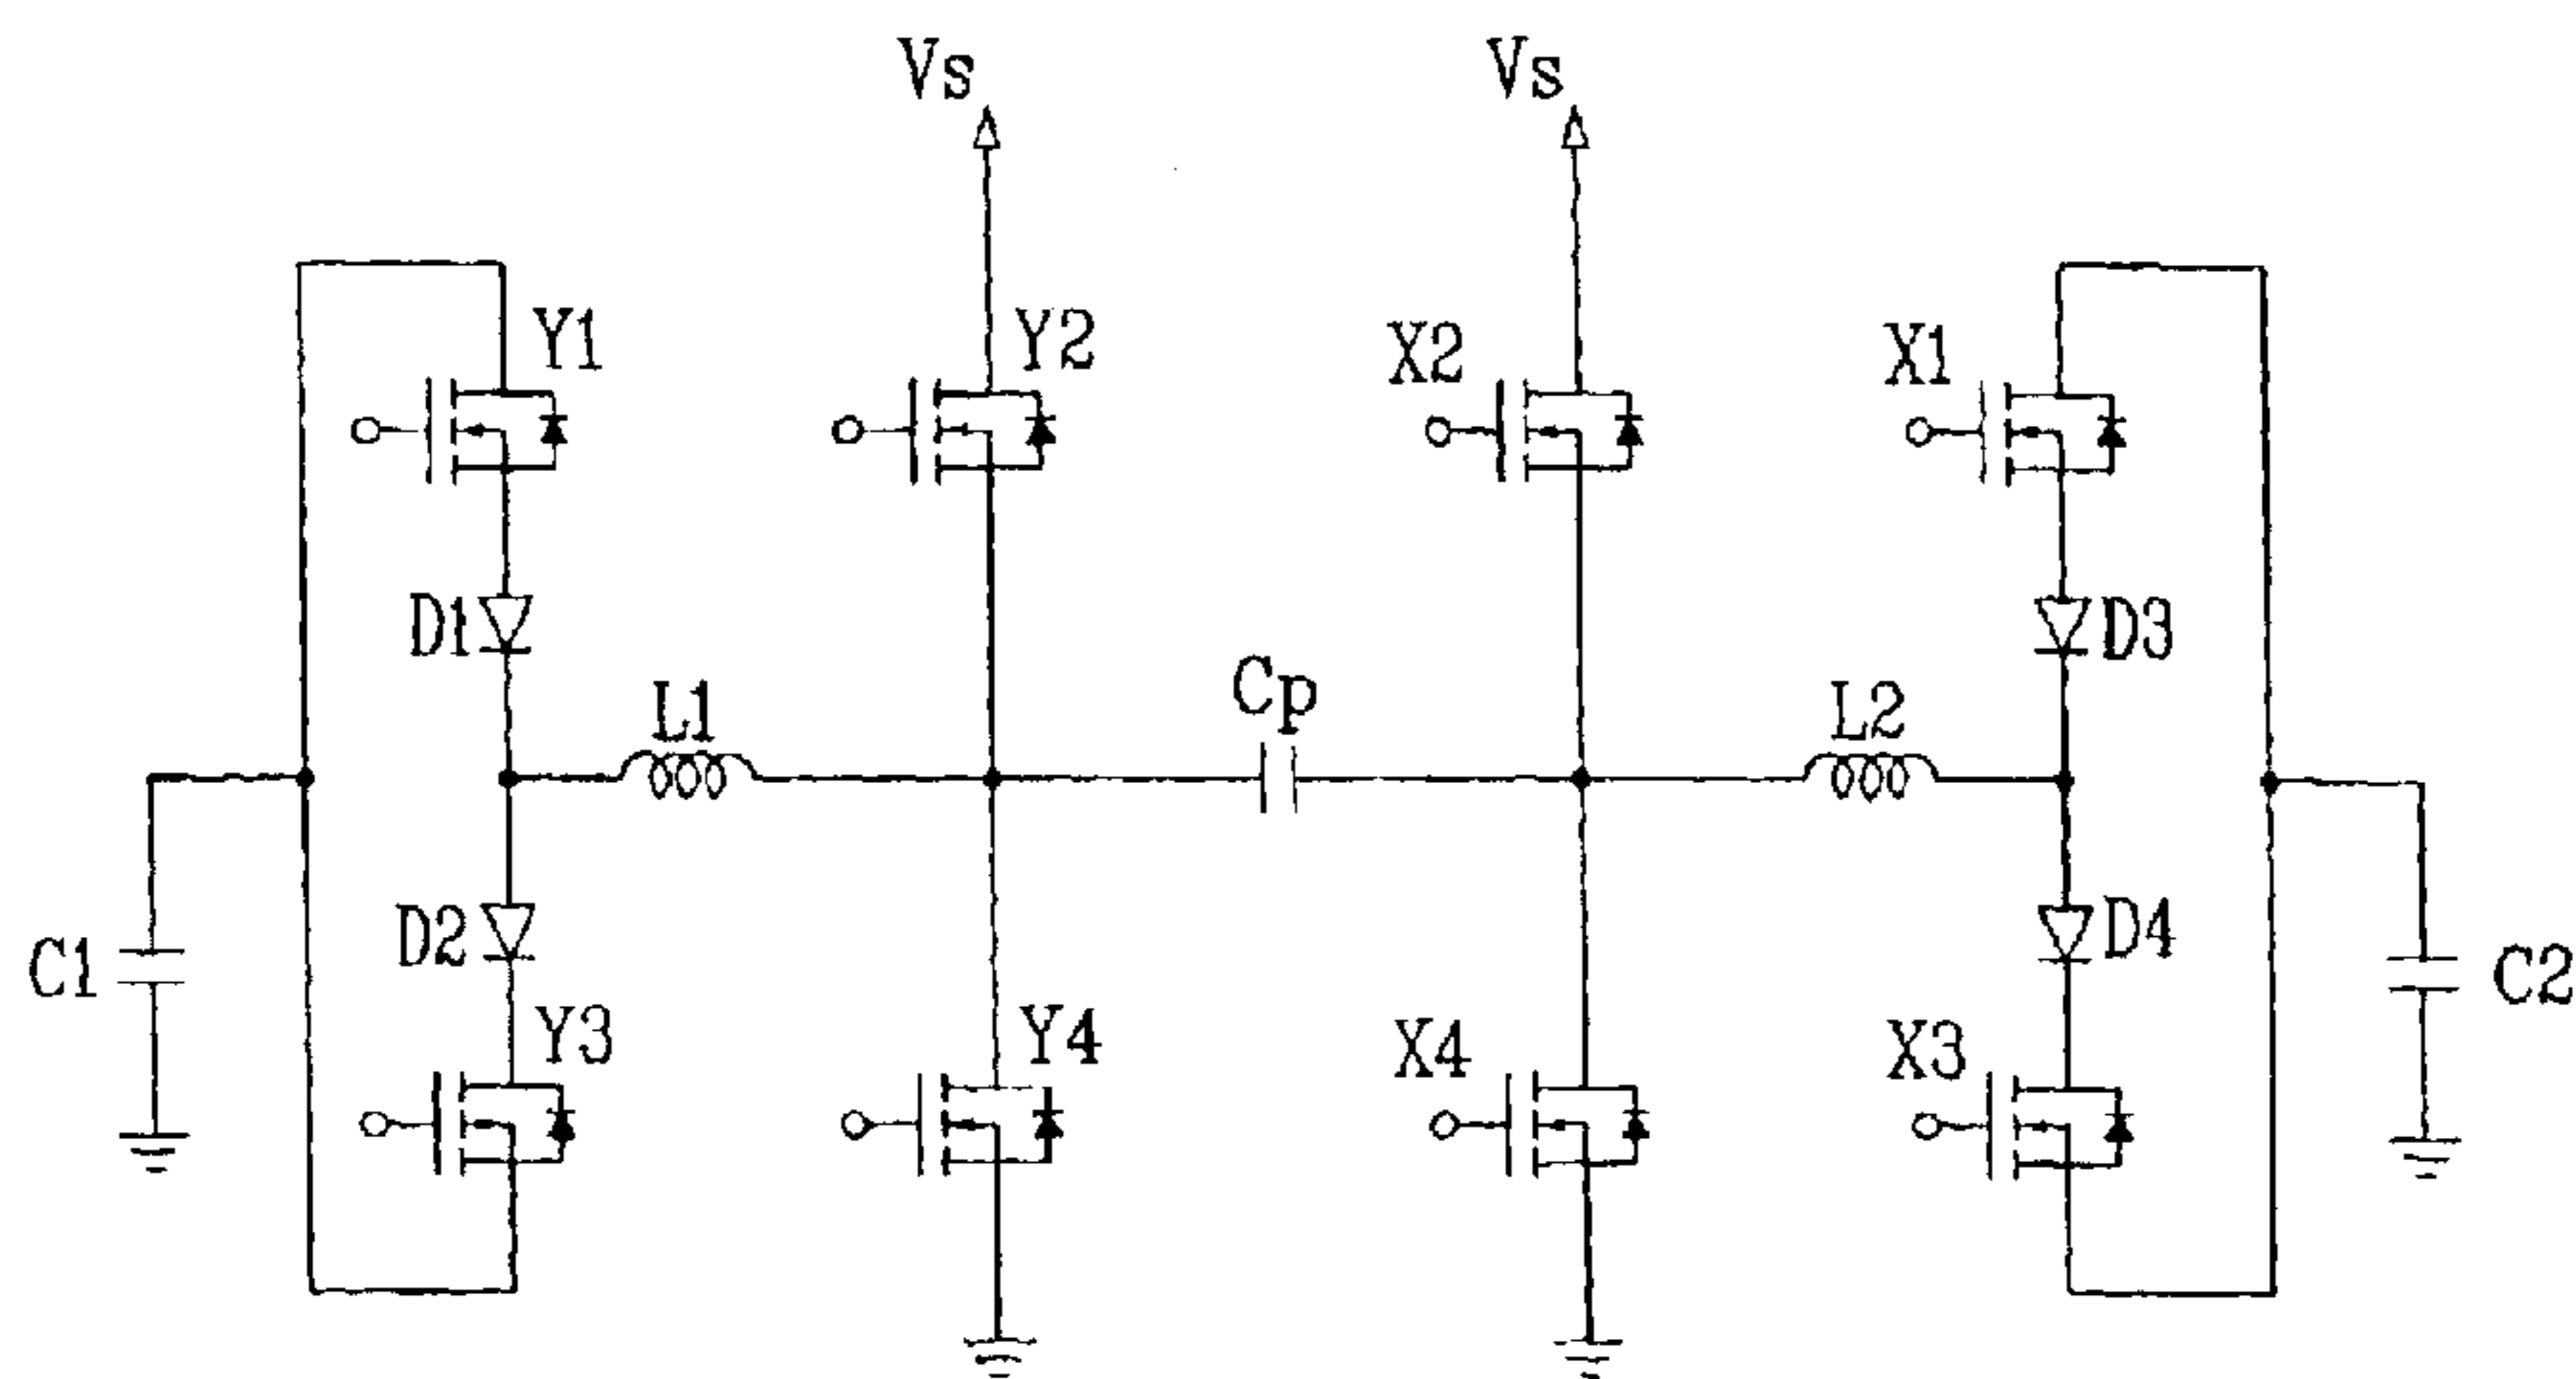 Vs Vs
Y1 Y2 X2 X1
D1 D3
L1 Cp L2
C1 D2 D4 C2
Y3 Y4 X4 X3